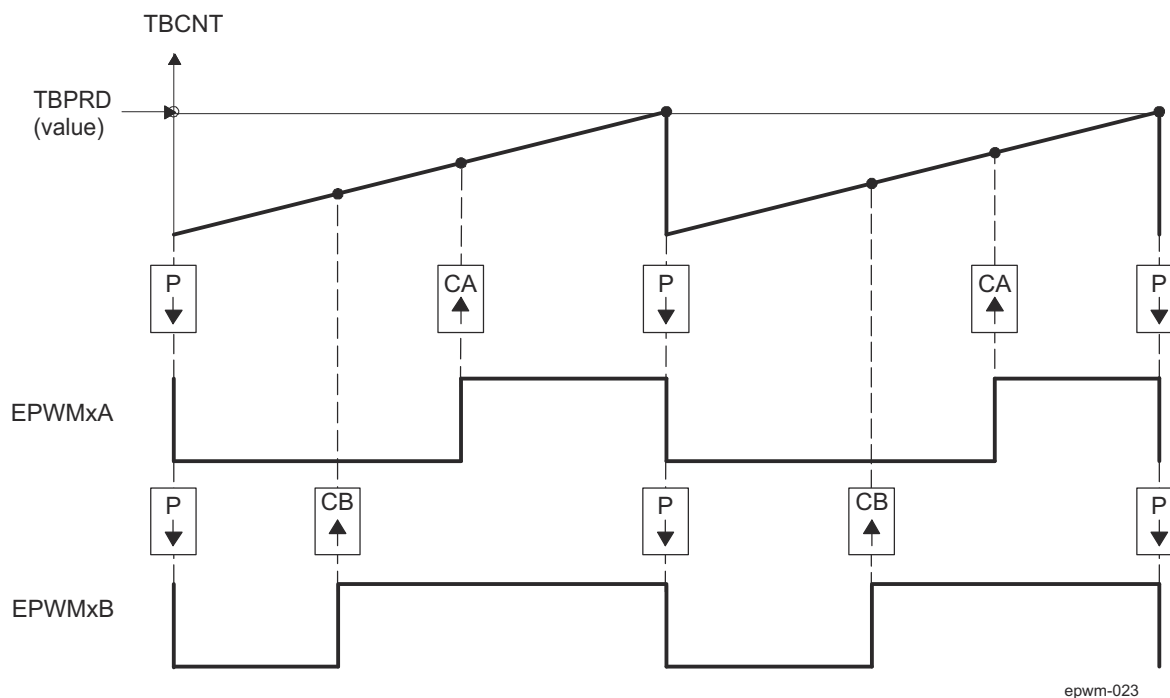 TBCNT
TBPRD
(value)
P
CA
P
CA
P
EPWMxA
P
CB
P
CB
P
EPWMxB
epwm-023